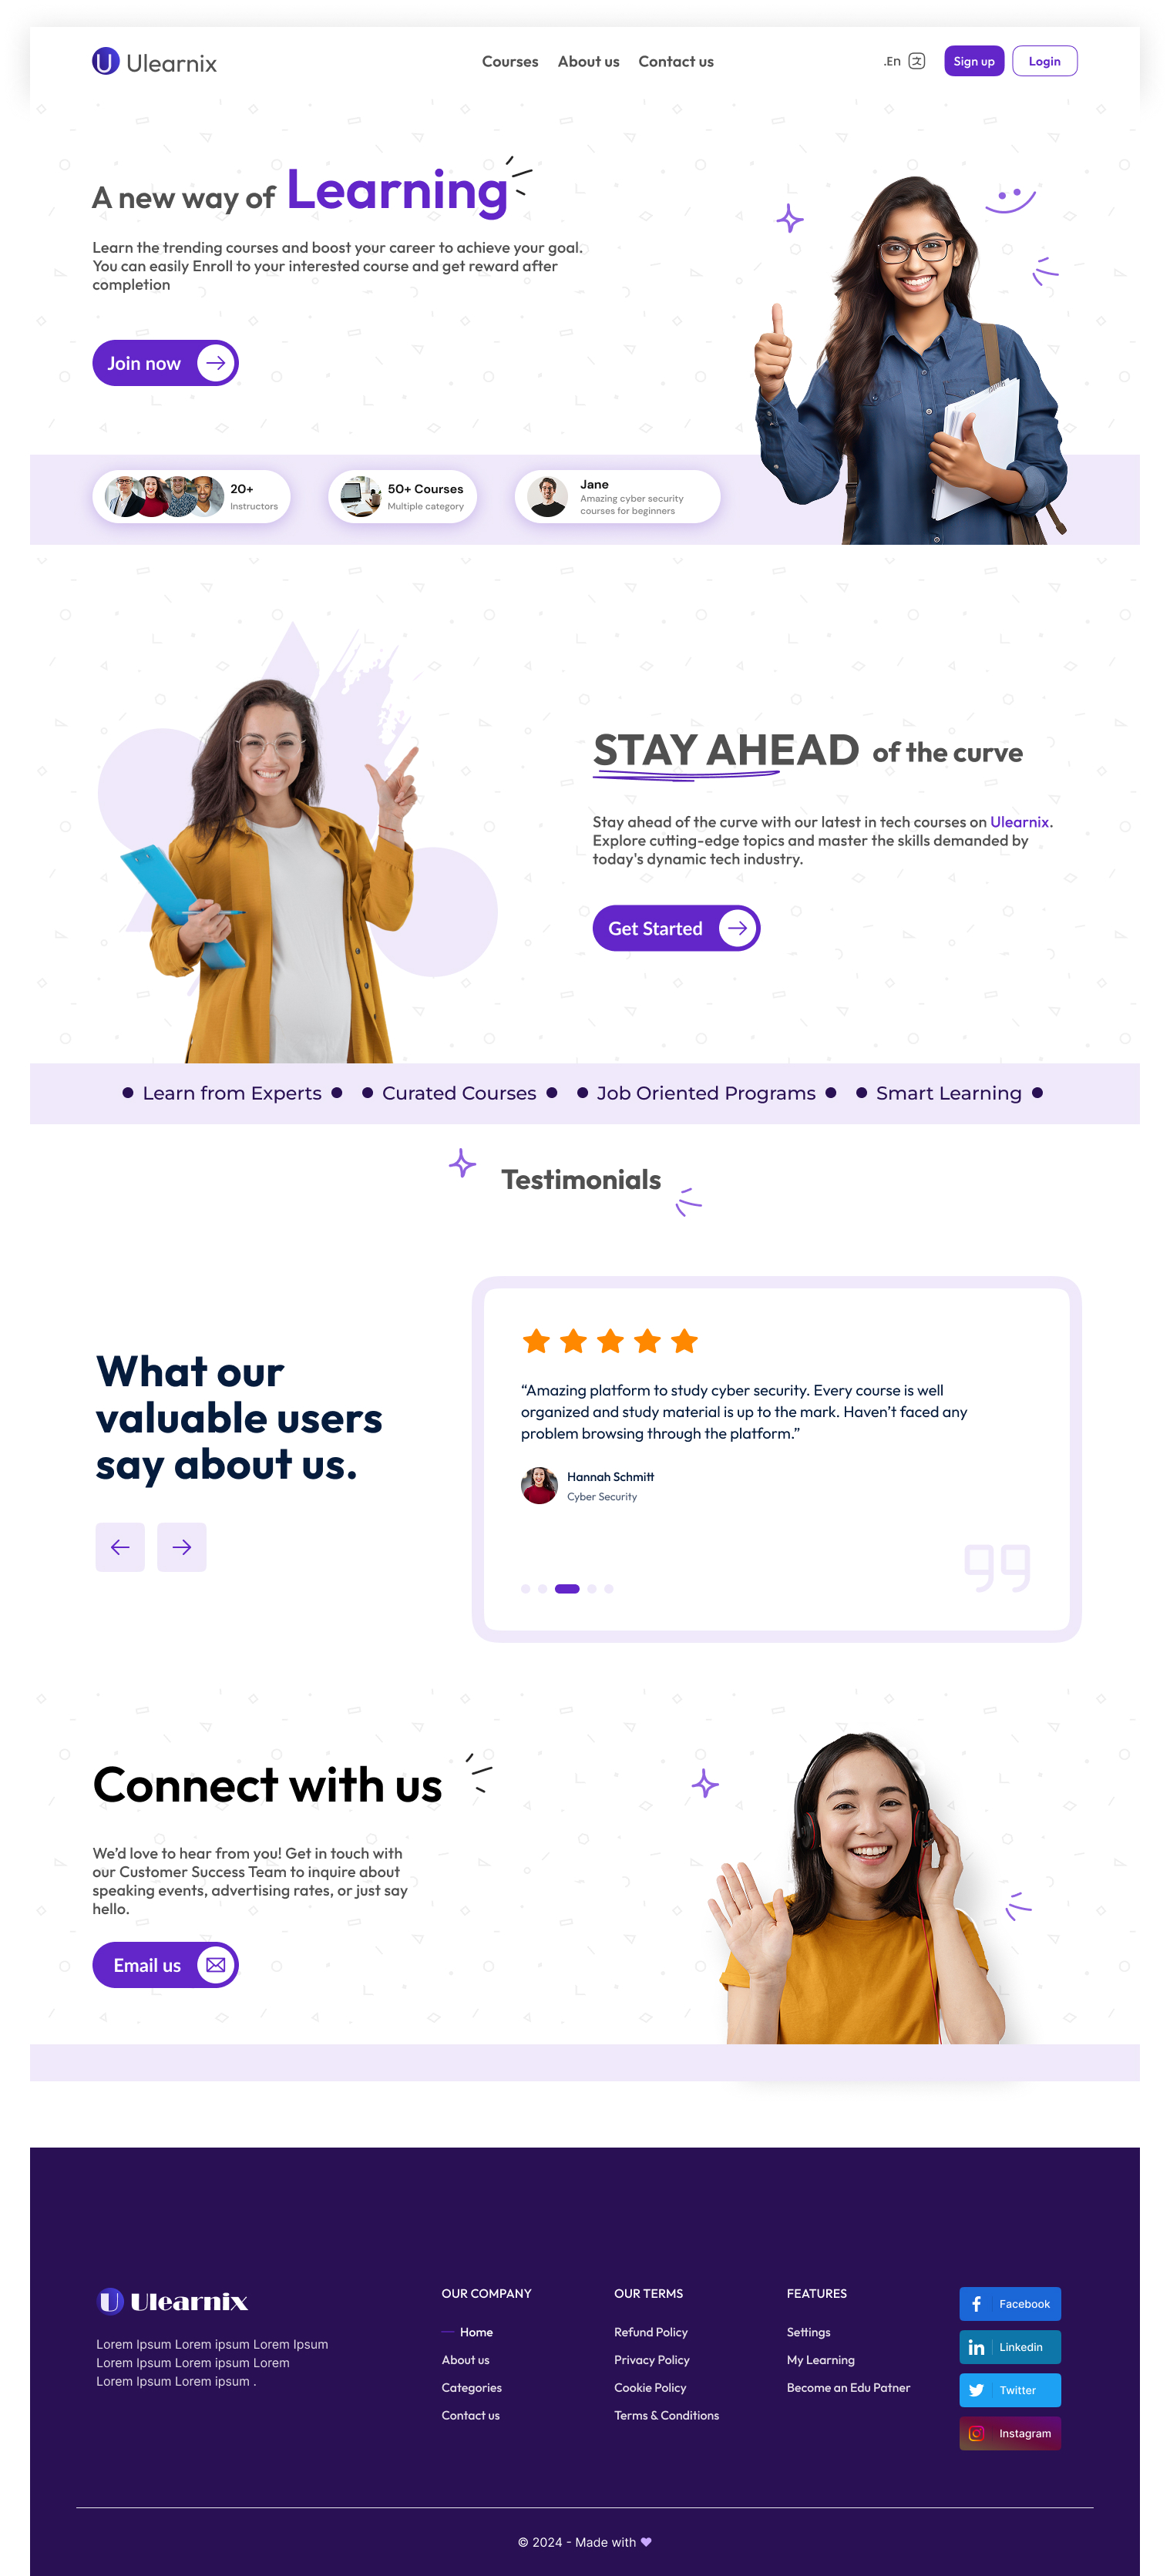 Ulearnix
Courses About us Contact us
.En
Sign up
Login
A new way of Learning
Learn the trending courses and boost your career to achieve your goal.
You can easily Enroll to your interested course and get reward after
completion
Join now
20+
Instructors
50+ Courses
Multiple category
Jane
Amazing cyber security
courses for beginners
STAY AHEAD of the curve
Stay ahead of the curve with our latest in tech courses on Ulearnix.
Explore cutting-edge topics and master the skills demanded by
today's dynamic tech industry.
Get Started
Learn from Experts
Curated Courses
Job Oriented Programs
Smart Learning
Testimonials
What our
valuable users
say about us.
“Amazing platform to study cyber security. Every course is well
organized and study material is up to the mark. Haven’t faced any
problem browsing through the platform.”
Hannah Schmitt
Cyber Security
Connect with us
We’d love to hear from you! Get in touch with
our Customer Success Team to inquire about
speaking events, advertising rates, or just say
hello.
Email us
Ulearnix
Lorem Ipsum Lorem ipsum Lorem Ipsum
Lorem Ipsum Lorem ipsum Lorem
Lorem Ipsum Lorem ipsum .
OUR COMPANY
Home
About us
Categories
Contact us
OUR TERMS
Refund Policy
Privacy Policy
Cookie Policy
Terms & Conditions
FEATURES
Settings
My Learning
Become an Edu Patner
Facebook
Linkedin
Twitter
Instagram
© 2024 - Made with ♥